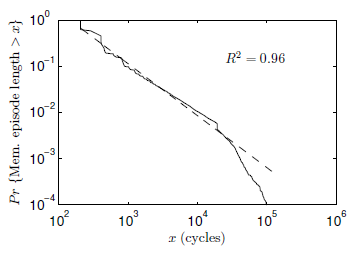 10^0
10^-1
10^-2
10^-3
10^-4
Pr {Mem. episode length > x}
R^2 = 0.96
10^2 10^3 10^4 10^5 10^6
x (cycles)